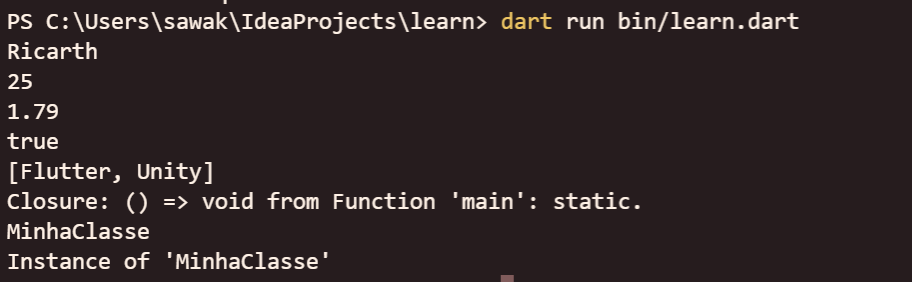 PS C:\Users\sawak\IdeaProjects\learn> dart run bin/learn.dart
Ricarth
25
1.79
true
[Flutter, Unity]
Closure: () => void from Function 'main': static.
MinhaClasse
Instance of 'MinhaClasse'